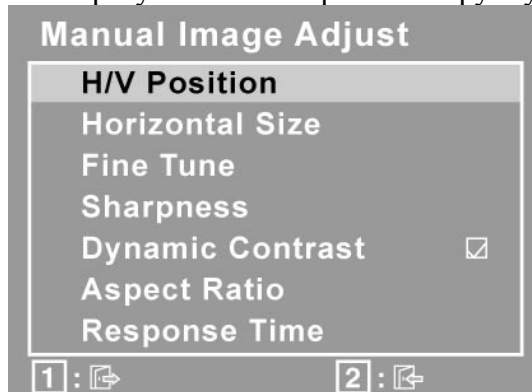 Manual Image Adjust
H/V Position
Horizontal Size
Fine Tune
Sharpness
Dynamic Contrast
Aspect Ratio
Response Time
1 : 2 :